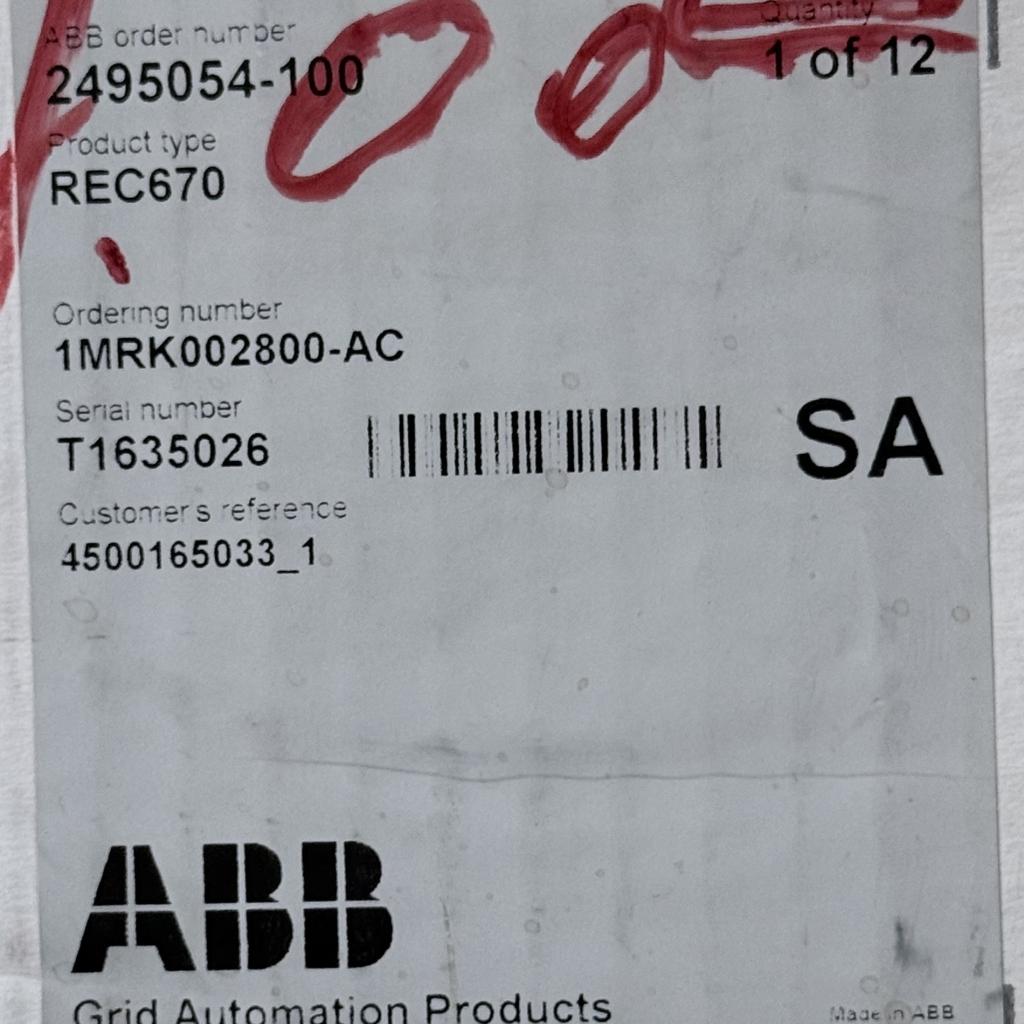 ABB order number
2495054-100
Quantity
1 of 12
Product type
REC670
Ordering number
1MRK002800-AC
Serial number
T1635026
SA
Customer's reference
4500165033_1
ABB
Grid Automation Products
Made in ABB